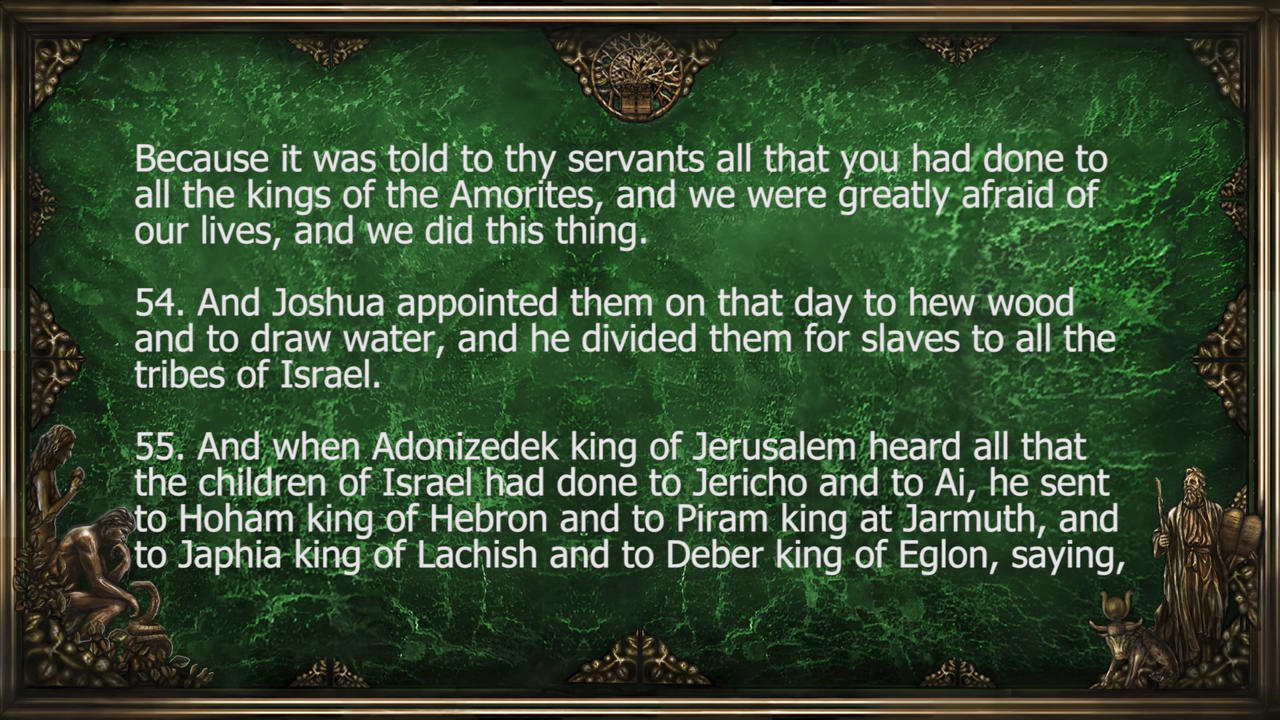 Because it was told to thy servants all that you had done to
all the kings of the Amorites, and we were greatly afraid of
our lives, and we did this thing.
54. And Joshua appointed them on that day to hew wood
and to draw water, and he divided them for slaves to all the
tribes of Israel.
55. And when Adonizedek king of Jerusalem heard all that
the children of Israel had done to Jericho and to Ai, he sent
to Hoham king of Hebron and to Piram king at Jarmuth, and
to Japhia king of Lachish and to Deber king of Eglon, saying,